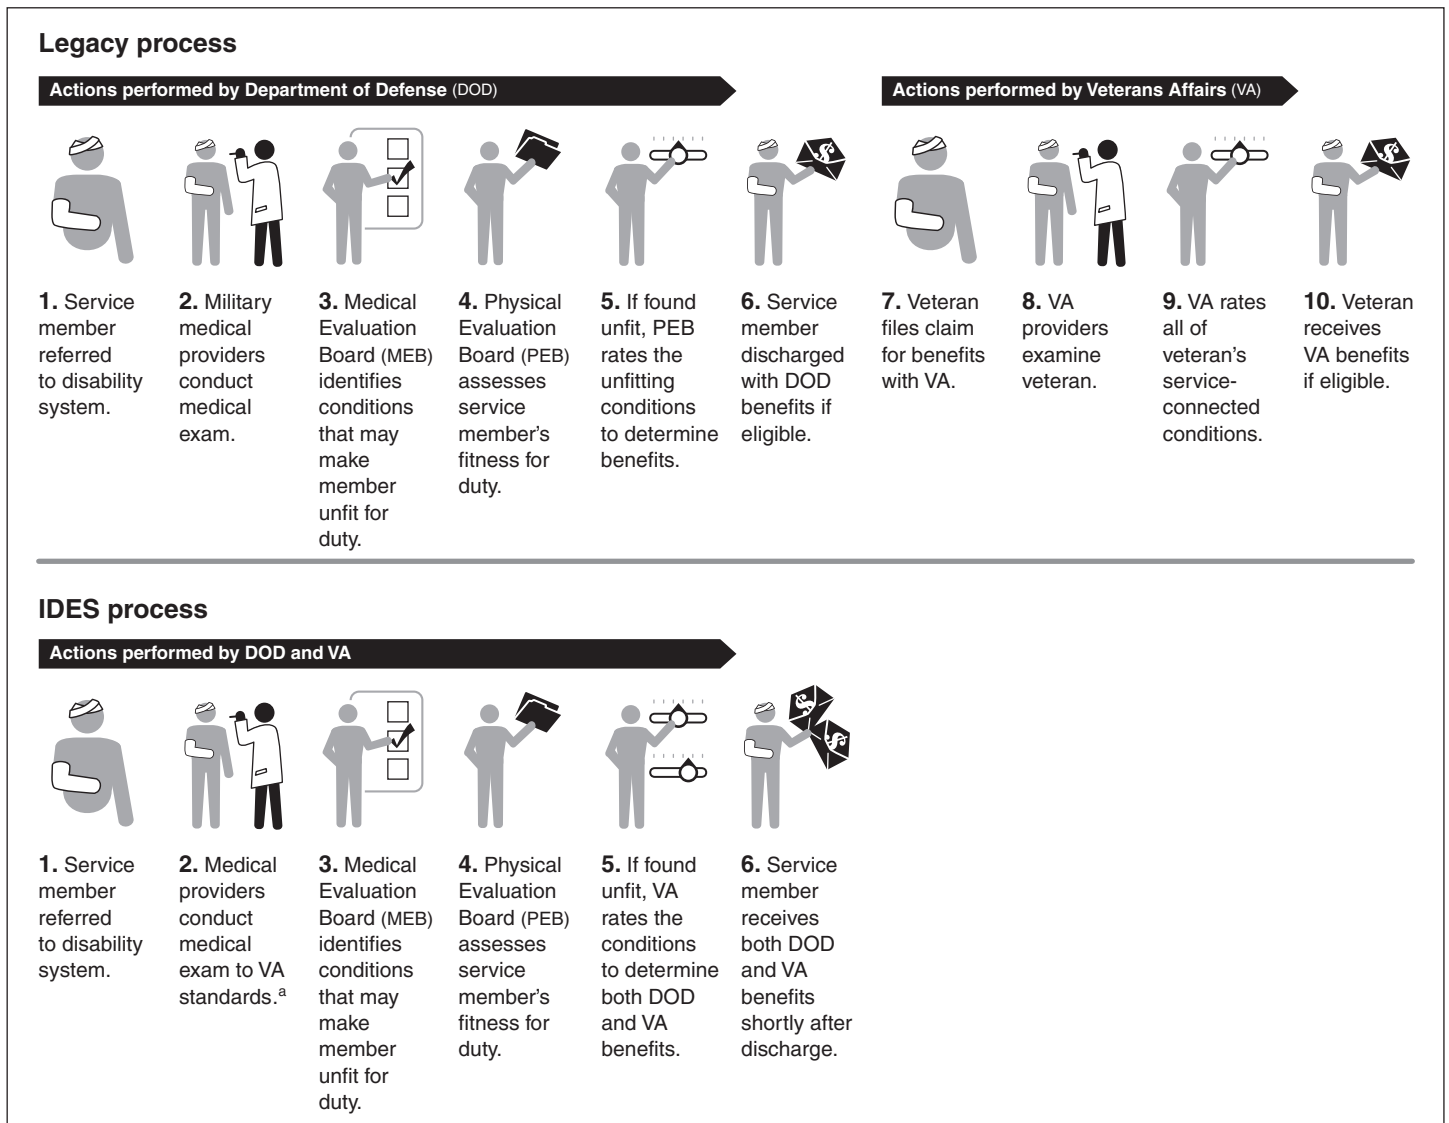 Legacy process
Actions performed by Department of Defense (DOD)
Actions performed by Veterans Affairs (VA)
1. Service
member
referred
to disability
system.
2. Military
medical
providers
conduct
medical
exam.
3. Medical
Evaluation
Board (MEB)
identifies
conditions
that may
make
member
unfit for
duty.
4. Physical
Evaluation
Board (PEB)
assesses
service
member's
fitness for
duty.
5. If found
unfit, PEB
rates the
unfitting
conditions
to determine
benefits.
6. Service
member
discharged
with DOD
benefits if
eligible.
7. Veteran
files claim
for benefits
with VA.
8. VA
providers
examine
veteran.
9. VA rates
all of
veteran's
service-
connected
conditions.
10. Veteran
receives
VA benefits
if eligible.
IDES process
Actions performed by DOD and VA
1. Service
member
referred
to disability
system.
2. Medical
providers
conduct
medical
exam to VA
standards.a
3. Medical
Evaluation
Board (MEB)
identifies
conditions
that may
make
member
unfit for
duty.
4. Physical
Evaluation
Board (PEB)
assesses
service
member's
fitness for
duty.
5. If found
unfit, VA
rates the
conditions
to determine
both DOD
and VA
benefits.
6. Service
member
receives
both DOD
and VA
benefits
shortly after
discharge.